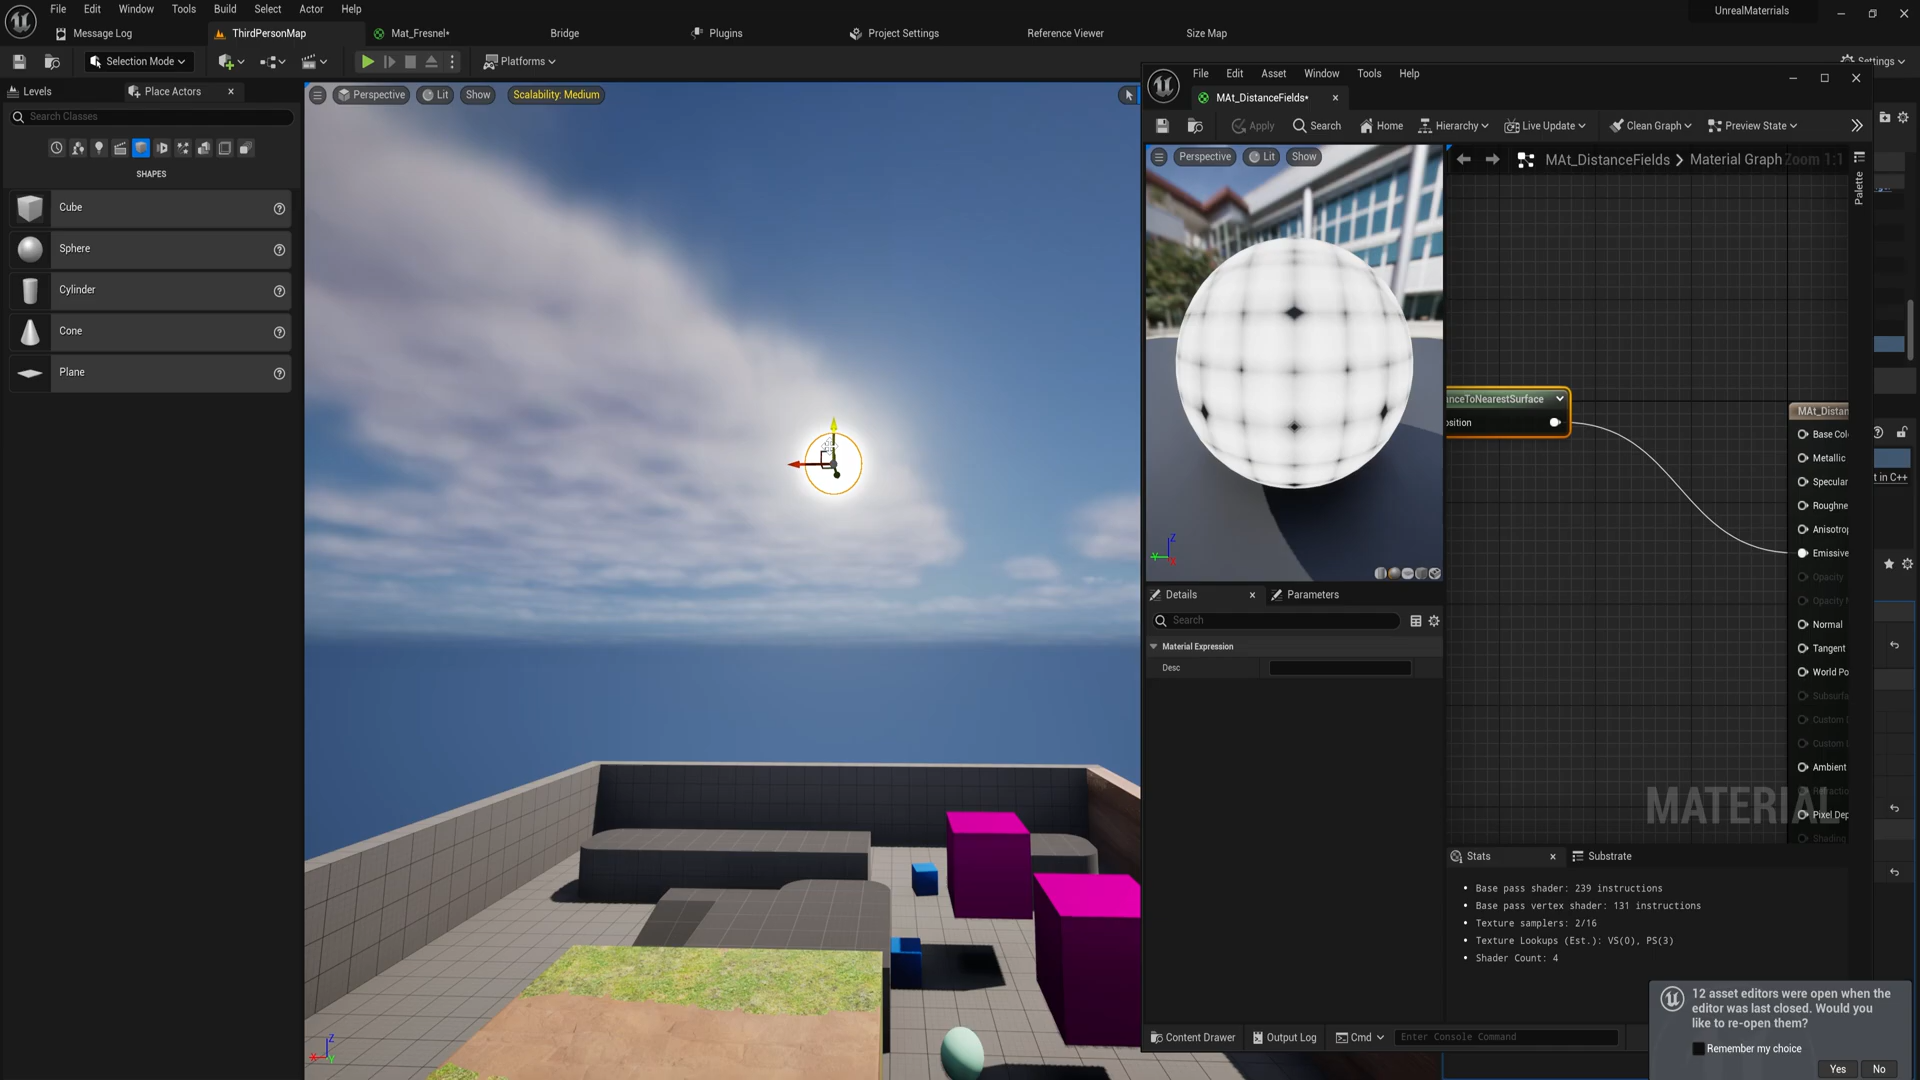 File Edit Window Tools Build Select Actor Help
UnrealMaterials
Message Log ThirdPersonMap Mat_Fresnel* Bridge Plugins Project Settings Reference Viewer Size Map
Selection Mode Platforms Settings
Levels Place Actors
Search Classes
SHAPES
Cube
Sphere
Cylinder
Cone
Plane
Perspective Lit Show Scalability: Medium
File Edit Asset Window Tools Help
MAt_DistanceFields*
Apply Search Home Hierarchy Live Update Clean Graph Preview State
Perspective Lit Show
MAt_DistanceFields Material Graph Zoom 1:1
Palette
anceToNearestSurface
osition
MAt_Distan
Base Col
Metallic
Specular
Roughne
Anisotrop
Emissive
Opacity
Opacity M
Normal
Tangent
World Po
Subsurfa
Custom
Custom
Ambient
Refractio
Pixel Dep
Shading
t in C++
MATERIAL
Details Parameters
Search
Material Expression
Desc
Stats Substrate
Base pass shader: 239 instructions
Base pass vertex shader: 131 instructions
Texture samplers: 2/16
Texture Lookups (Est.): VS(0), PS(3)
Shader Count: 4
Content Drawer Output Log Cmd Enter Console Command
12 asset editors were open when the
editor was last closed. Would you
like to re-open them?
Remember my choice
Yes No